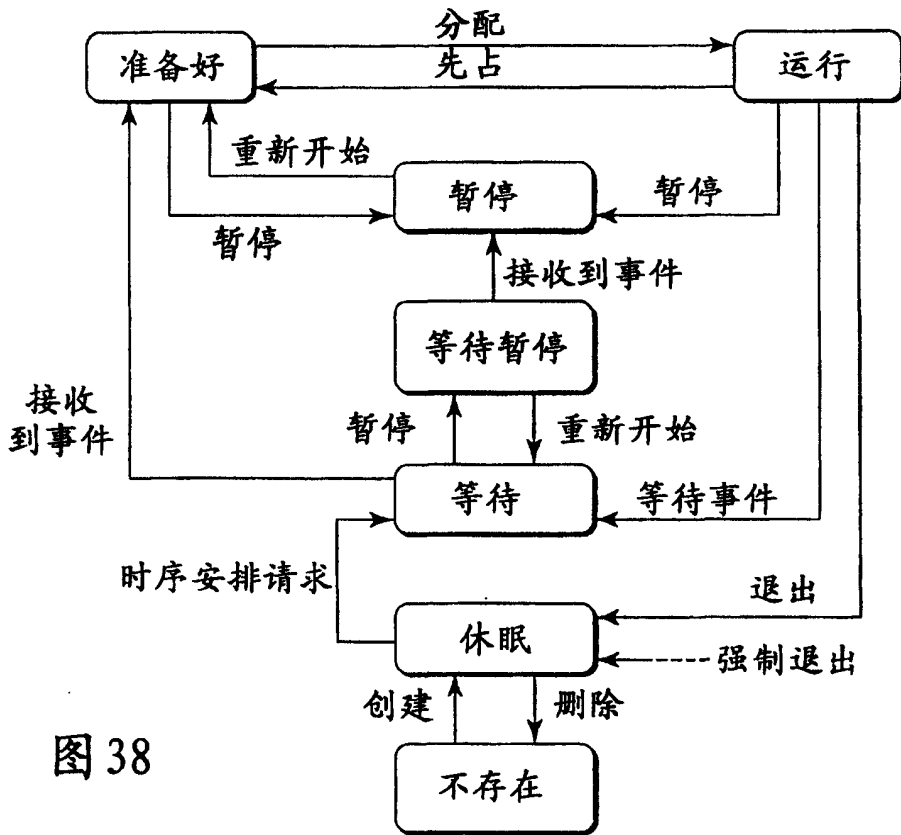 分配
准备好
先占
运行
重新开始
暂停
暂停
暂停
接收到事件
等待暂停
接收
到事件
暂停
重新开始
等待
等待事件
时序安排请求
退出
休眠
强制退出
创建
删除
不存在
图 38